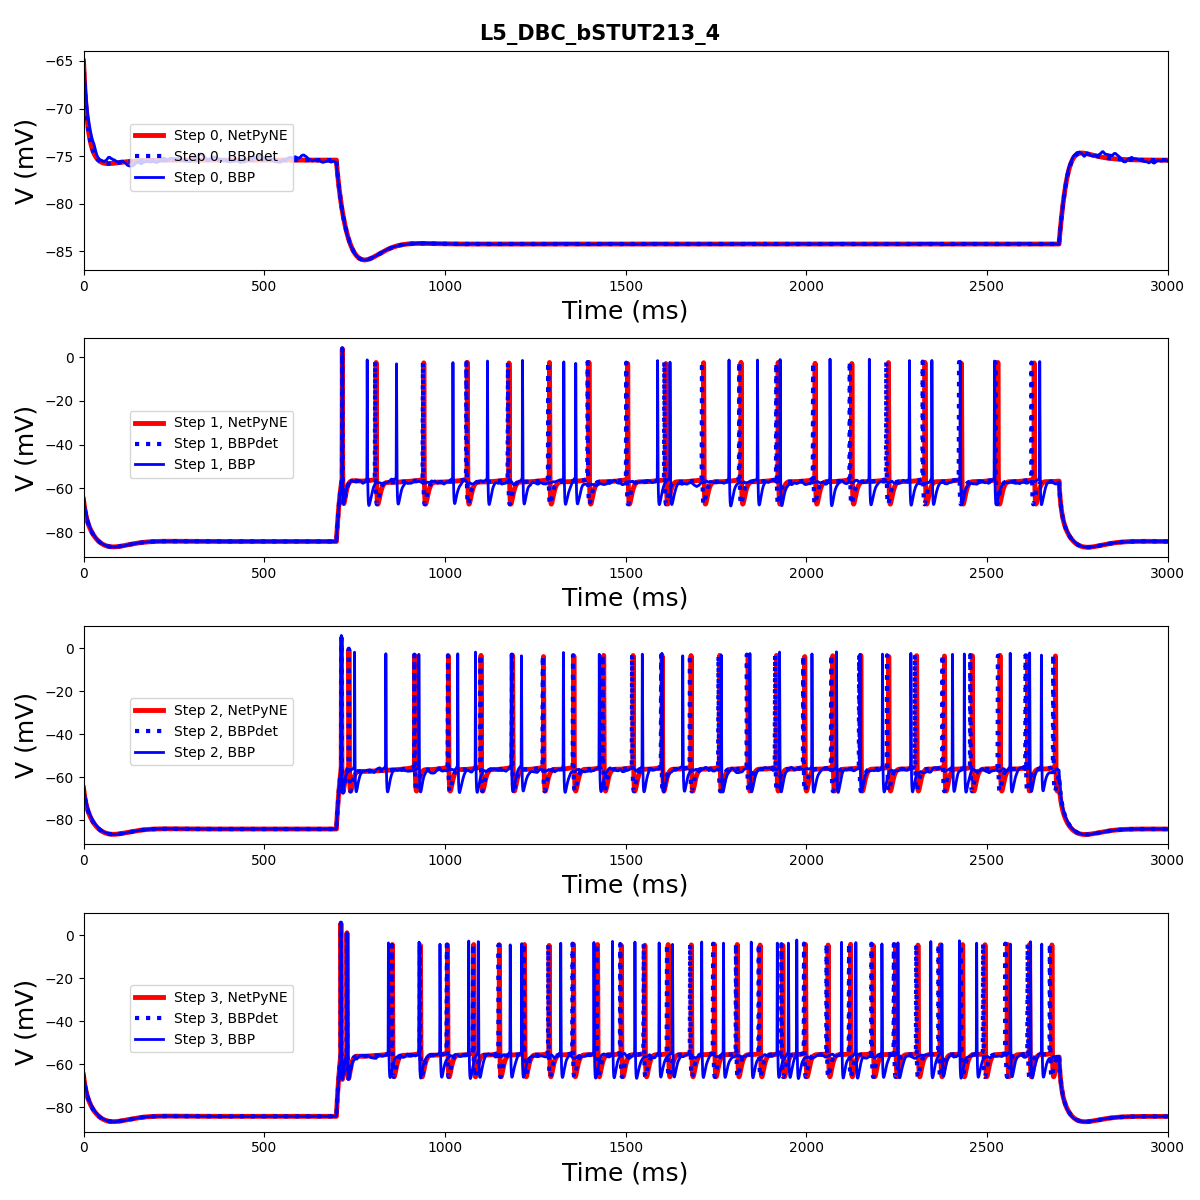 L5_DBC_bSTUT213_4
−65
−70
−75
−80
−85
V (mV)
Step 0, NetPyNE
Step 0, BBPdet
Step 0, BBP
0 500 1000 1500 2000 2500 3000
Time (ms)
0
−20
−40
−60
−80
V (mV)
Step 1, NetPyNE
Step 1, BBPdet
Step 1, BBP
0 500 1000 1500 2000 2500 3000
Time (ms)
0
−20
−40
−60
−80
V (mV)
Step 2, NetPyNE
Step 2, BBPdet
Step 2, BBP
0 500 1000 1500 2000 2500 3000
Time (ms)
0
−20
−40
−60
−80
V (mV)
Step 3, NetPyNE
Step 3, BBPdet
Step 3, BBP
0 500 1000 1500 2000 2500 3000
Time (ms)